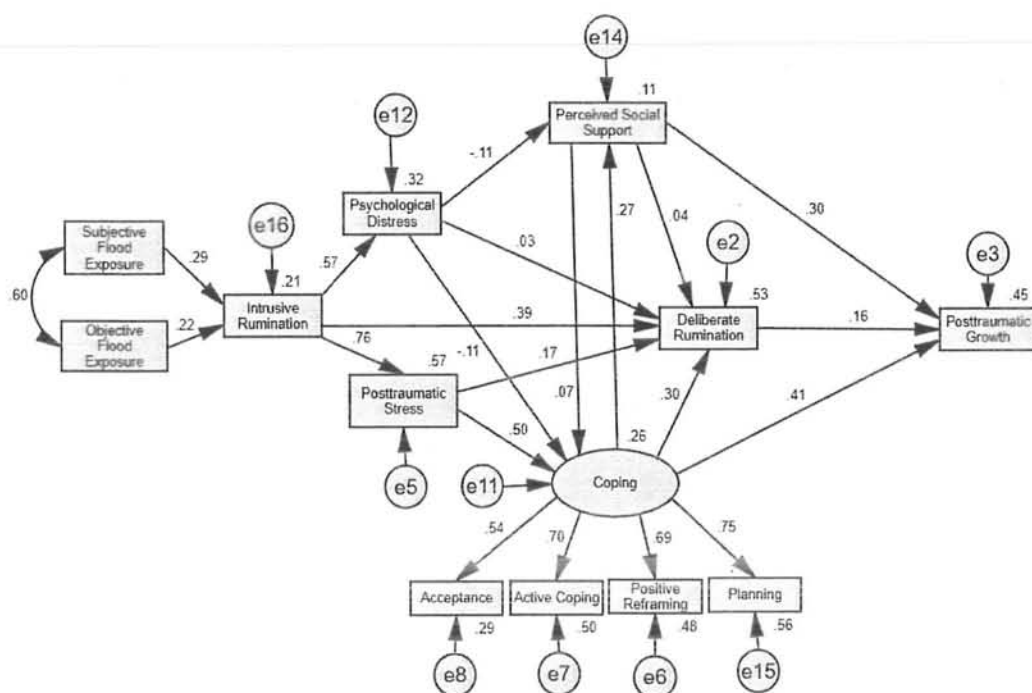 e14
.11
Perceived Social
Support
e12
-.11
.32
Psychological
Distress
.27
.04
.30
e16
e2
e3
Subjective
Flood
Exposure
.29
.21
.57
.03
.53
.45
.60
Intrusive
Rumination
.39
Deliberate
Rumination
.16
Posttraumatic
Growth
Objective
Flood
Exposure
.22
.76
-.11
.57
.17
Posttraumatic
Stress
.07
.30
.41
.50
.26
e5
e11
Coping
.54
.70
.69
.75
Acceptance
Active Coping
Positive
Reframing
Planning
.29
.50
.48
.56
e8
e7
e6
e15